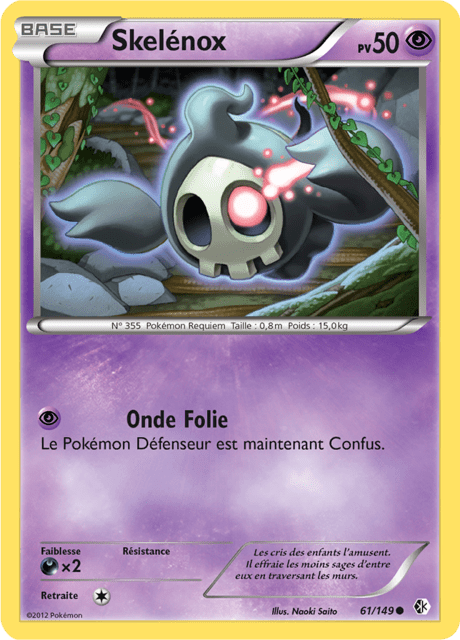 BASE
Skelénox
PV50
N° 355 Pokémon Requiem Taille : 0,8m Poids : 15,0kg
Onde Folie
Le Pokémon Défenseur est maintenant Confus.
Faiblesse
Résistance
×2
Retraite
Les cris des enfants l'amusent.
Il effraie les moins sages d'entre
eux en traversant les murs.
©2012 Pokémon
Illus. Naoki Saito
61/149